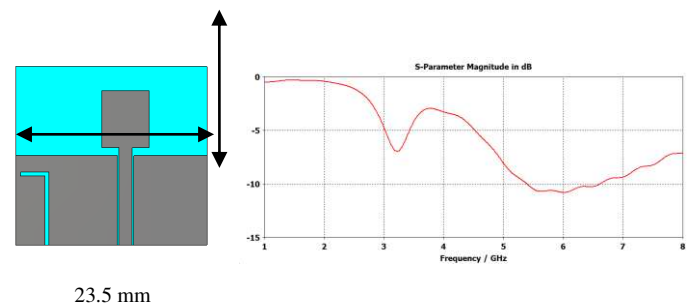 S-Parameter Magnitude in dB
0
-5
-10
-15
1 2 3 4 5 6 7 8
Frequency / GHz
23.5 mm